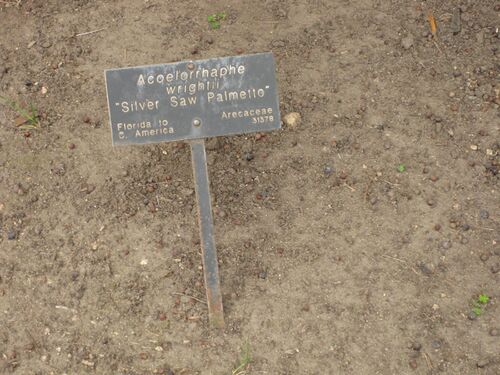 Acoelorrhaphe
wrightii
"Silver Saw Palmetto"
Florida to
C. America
Arecaceae
31378